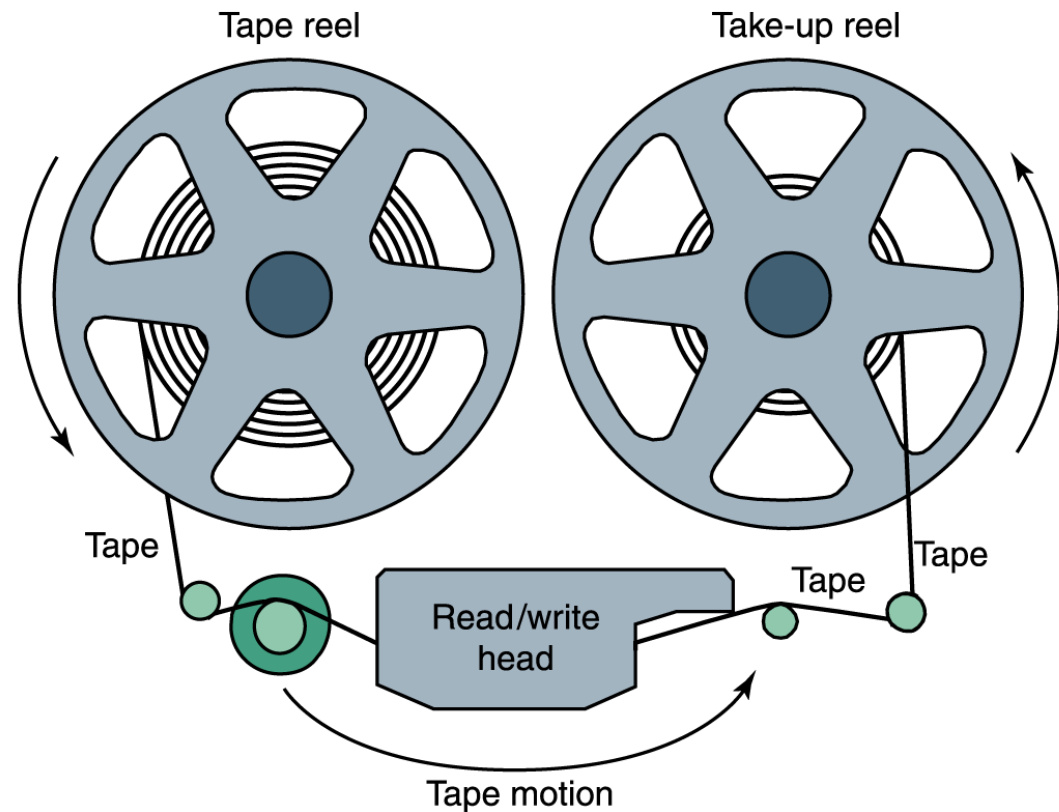 Tape reel
Take-up reel
Tape
Tape
Tape
Read/write
head
Tape motion